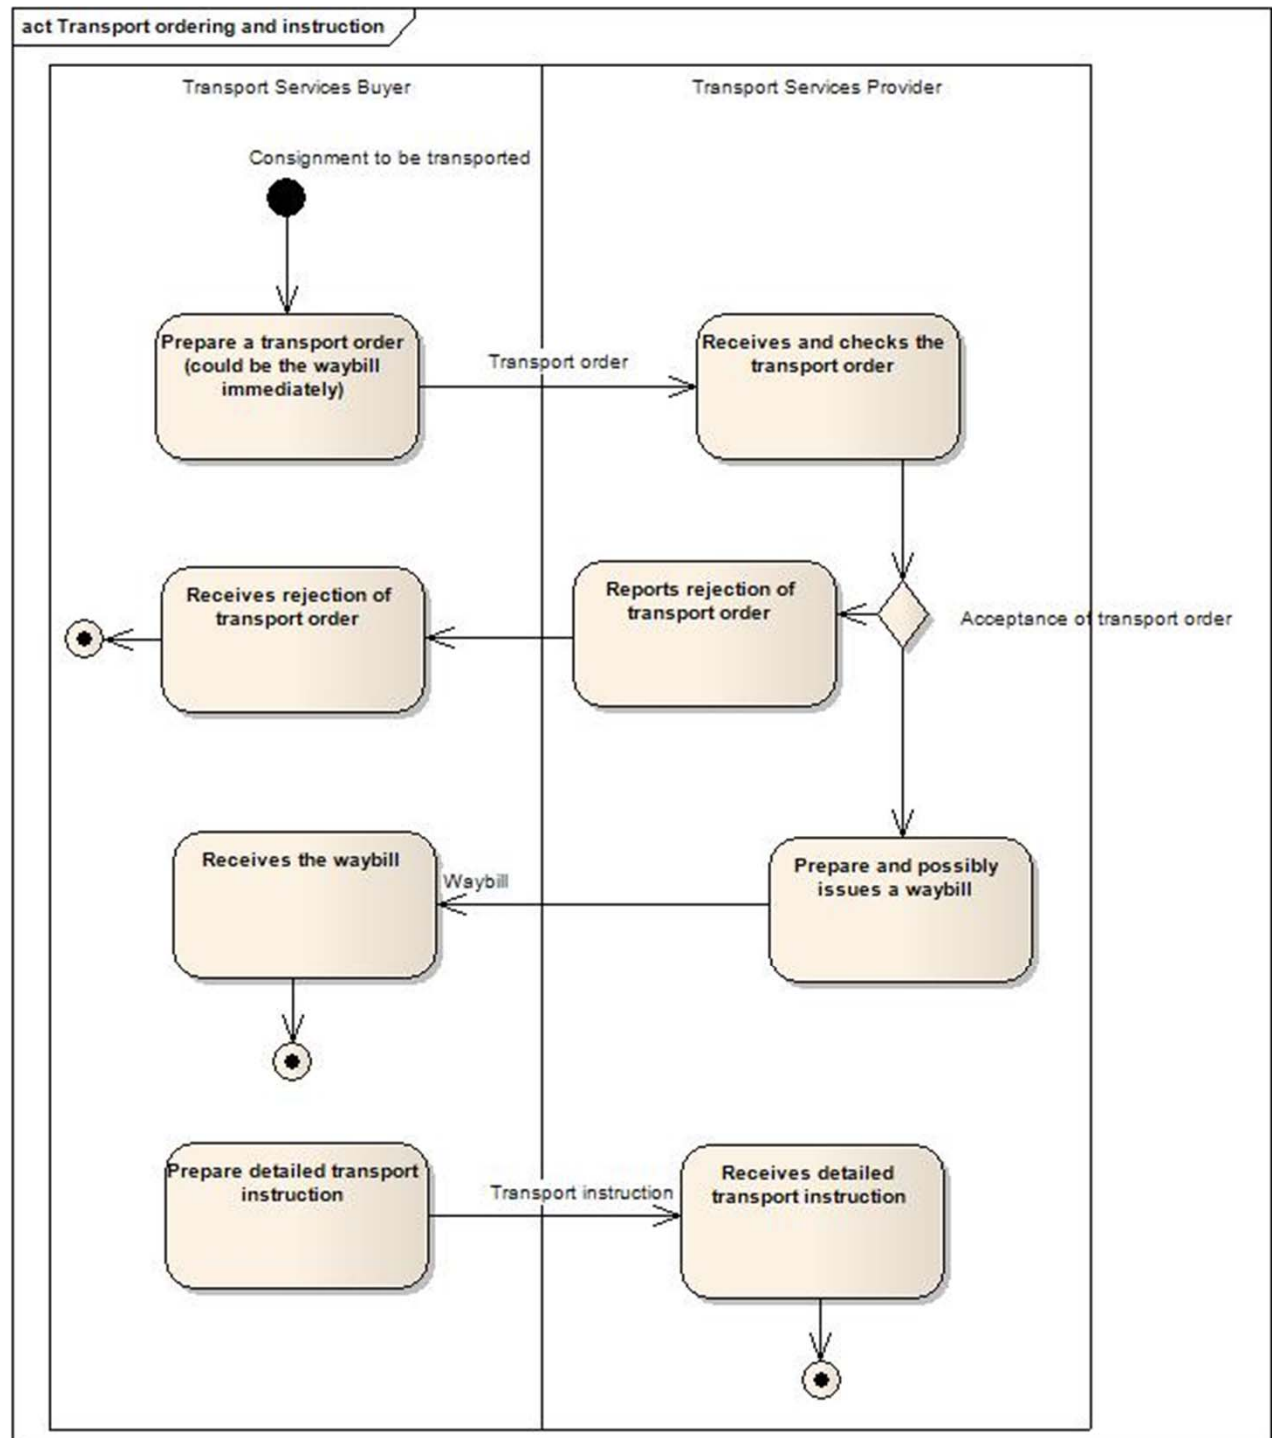 act Transport ordering and instruction
Transport Services Buyer
Transport Services Provider
Consignment to be transported
Prepare a transport order
(could be the waybill
immediately)
Transport order
Receives and checks the
transport order
Receives rejection of
transport order
Reports rejection of
transport order
Acceptance of transport order
Receives the waybill
Waybill
Prepare and possibly
issues a waybill
Prepare detailed transport
instruction
Transport instruction
Receives detailed
transport instruction